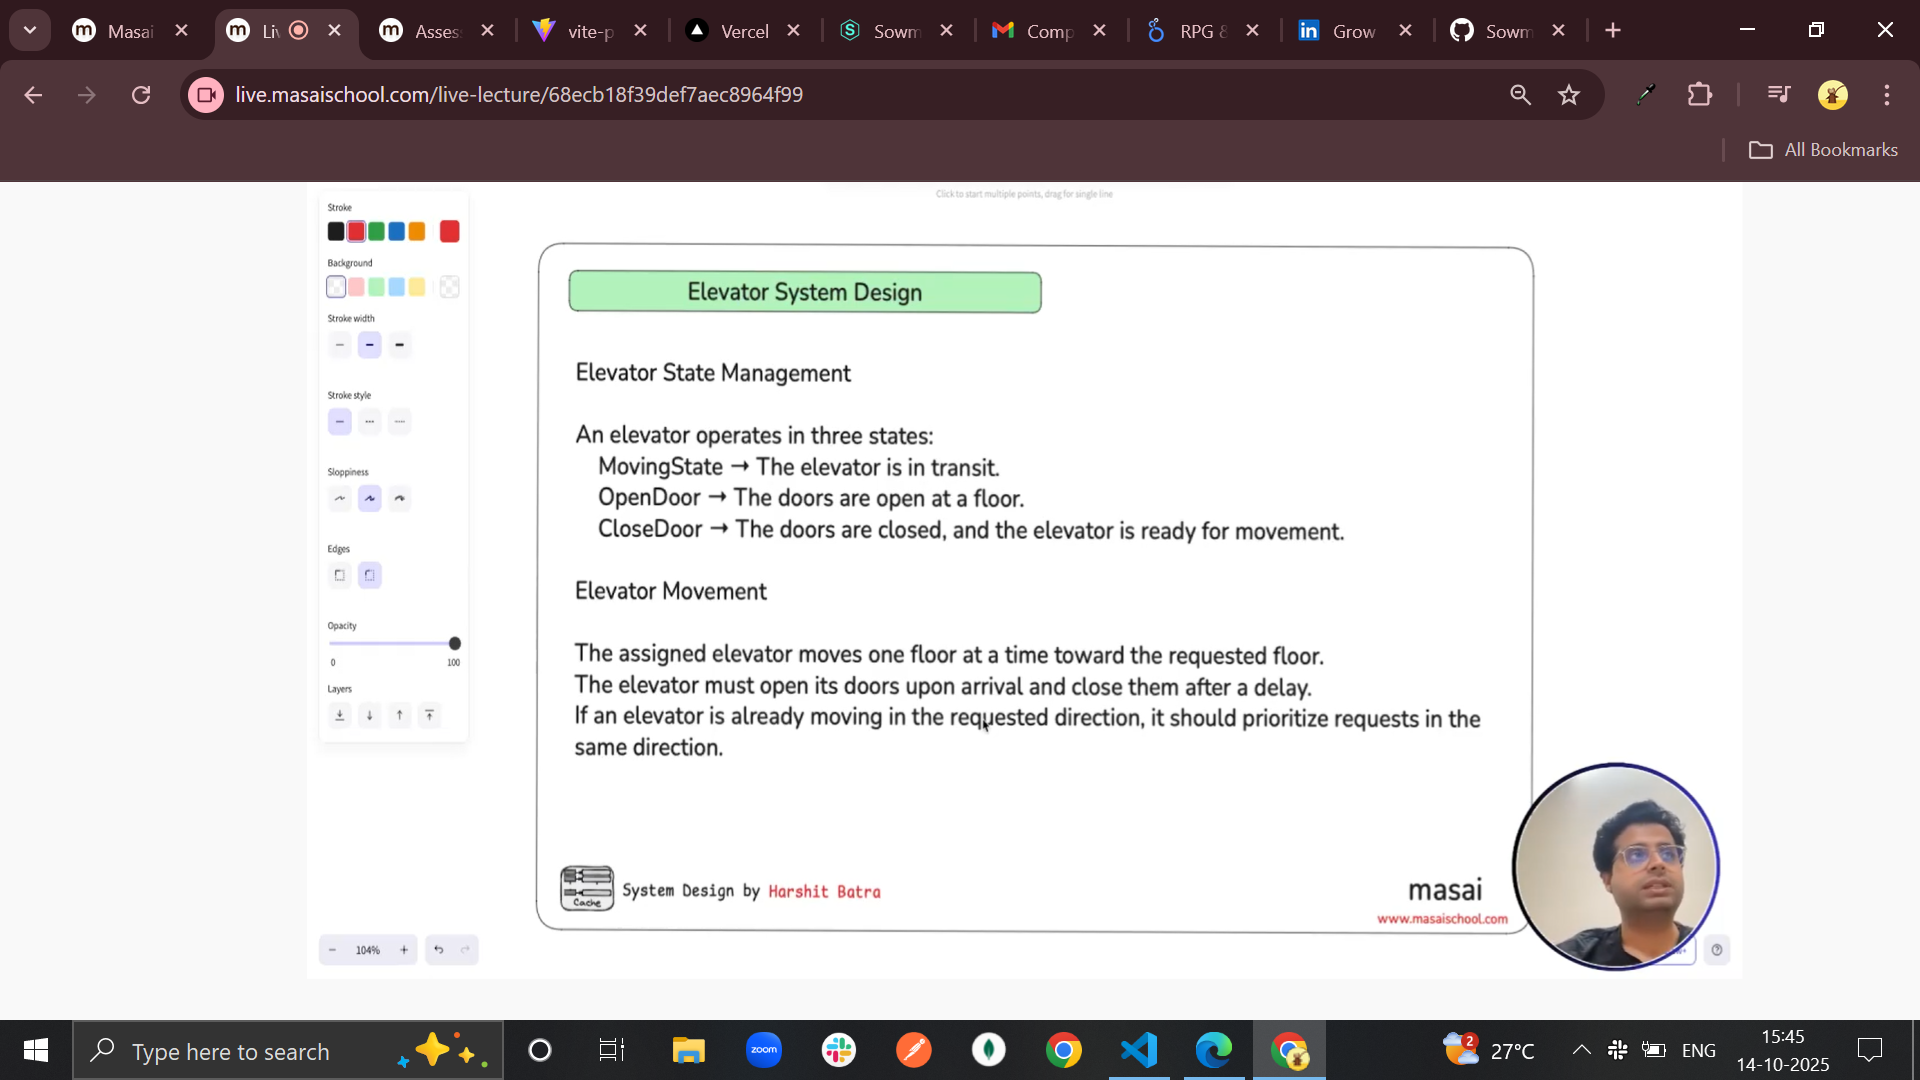 Masai
Li
Asses
vite-p
Vercel
Sowm
Comp
RPG &
Grow
Sowm
live.masaischool.com/live-lecture/68ecb18f39def7aec8964f99
All Bookmarks
Click to start multiple points, drag for single line
Stroke
Background
Stroke width
Stroke style
Sloppiness
Edges
Opacity
0 100
Layers
104%
Elevator System Design
Elevator State Management
An elevator operates in three states:
MovingState → The elevator is in transit.
OpenDoor → The doors are open at a floor.
CloseDoor → The doors are closed, and the elevator is ready for movement.
Elevator Movement
The assigned elevator moves one floor at a time toward the requested floor.
The elevator must open its doors upon arrival and close them after a delay.
If an elevator is already moving in the requested direction, it should prioritize requests in the
same direction.
Cache
System Design by Harshit Batra
masai
www.masaischool.com
Type here to search
zoom
2
27°C
ENG
15:45
14-10-2025